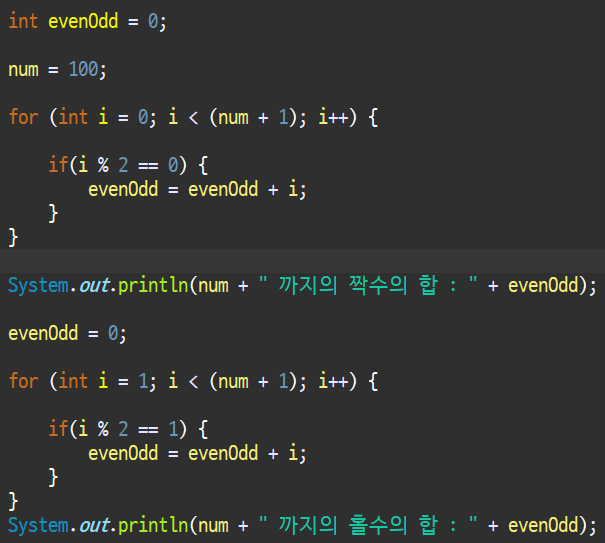 int evenOdd = 0;
num = 100;
for (int i = 0; i < (num + 1); i++) {
if(i % 2 == 0) {
evenOdd = evenOdd + i;
}
}
System.out.println(num + " 까지의 짝수의 합 : " + evenOdd);
evenOdd = 0;
for (int i = 1; i < (num + 1); i++) {
if(i % 2 == 1) {
evenOdd = evenOdd + i;
}
}
System.out.println(num + " 까지의 홀수의 합 : " + evenOdd);